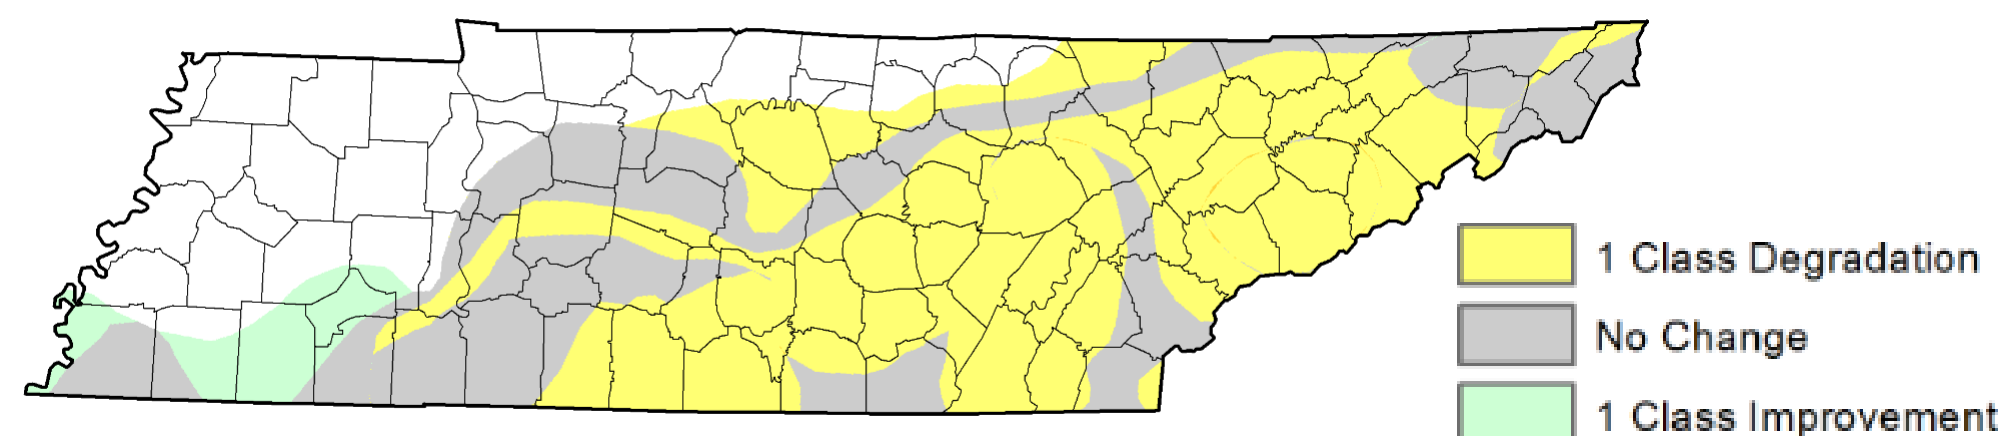 1 Class Degradation
No Change
1 Class Improvement